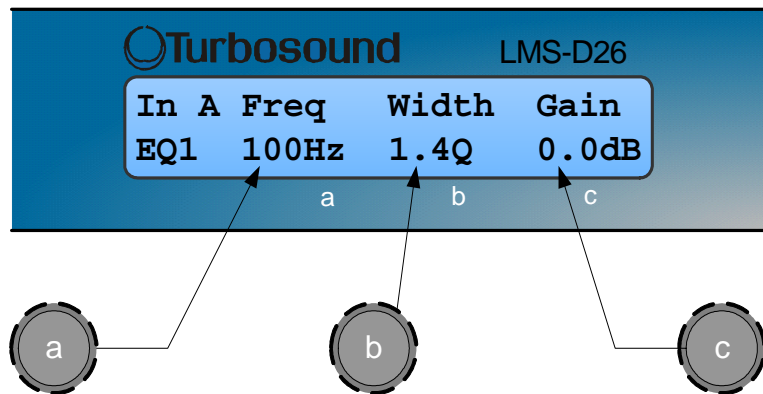 Turbosound LMS-D26
In A Freq Width Gain
EQ1 100Hz 1.4Q 0.0dB
a b c
a b c